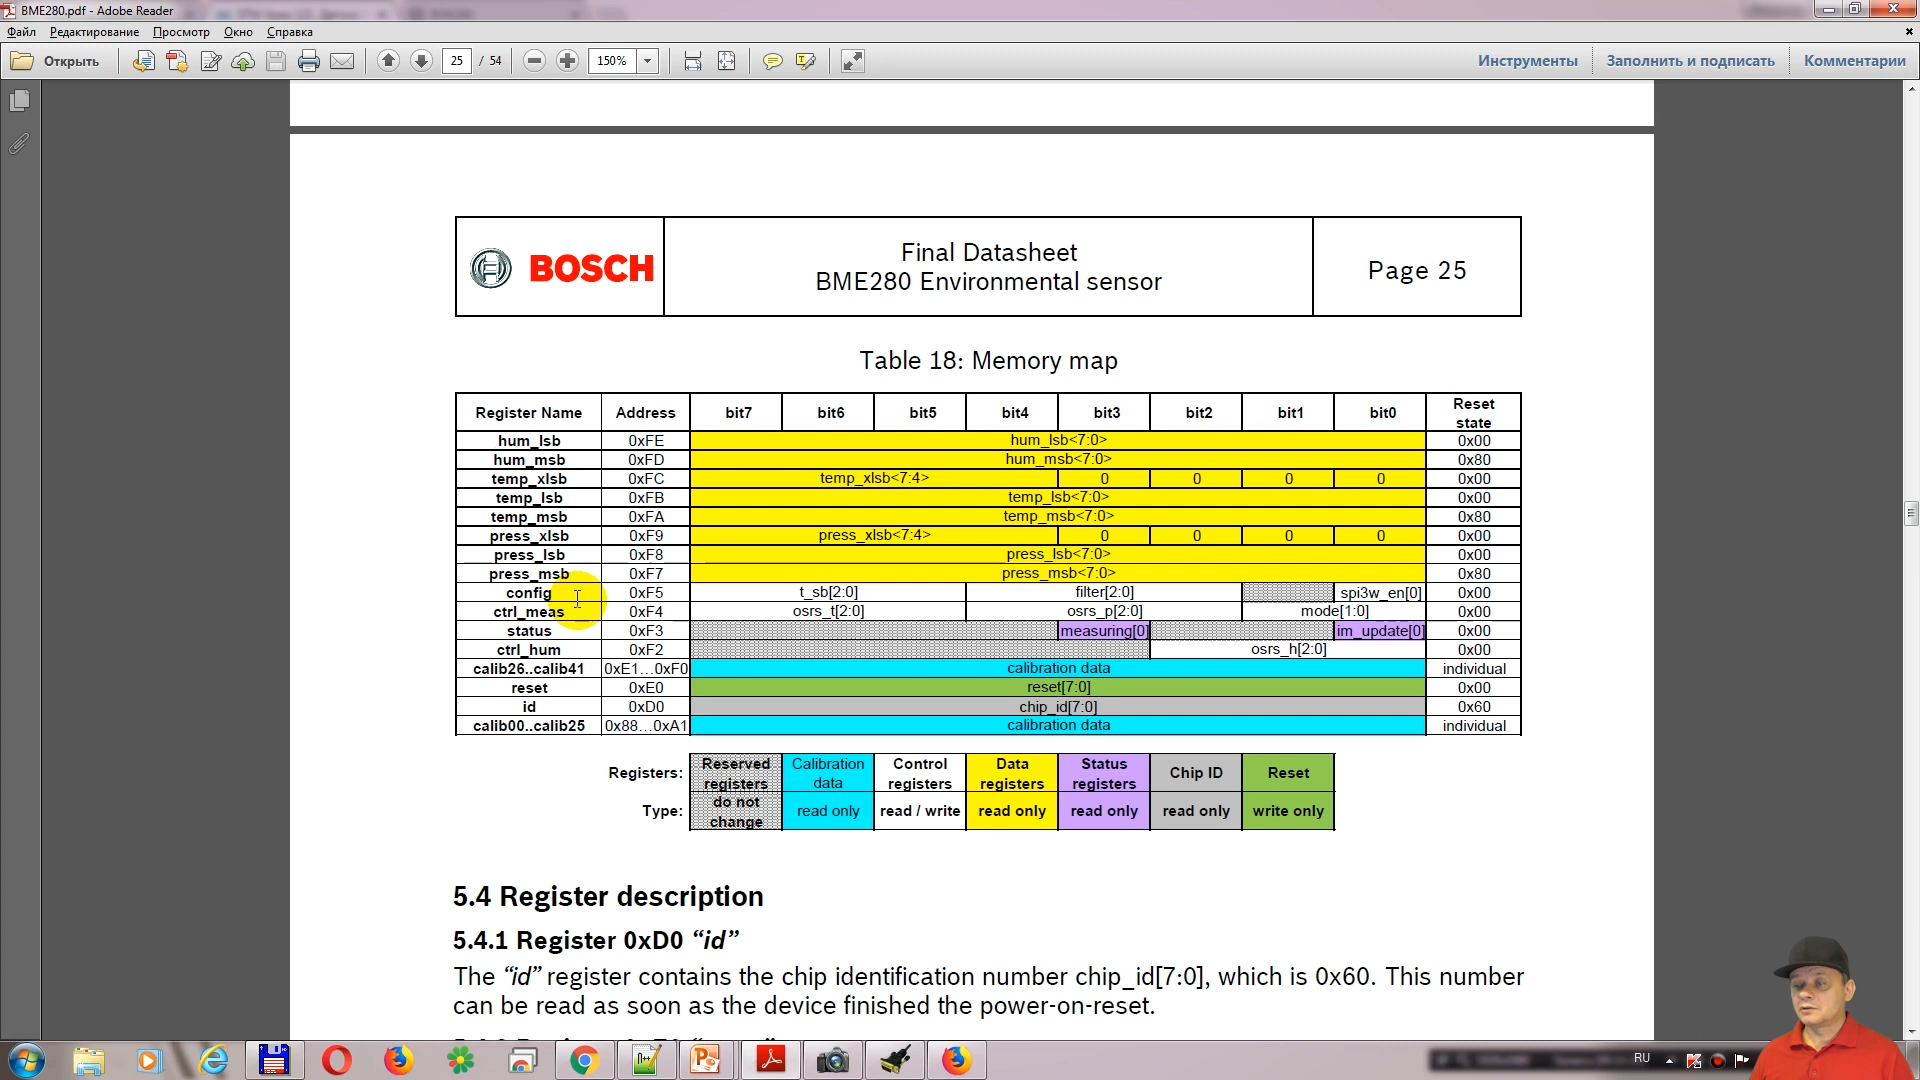 BME280.pdf - Adobe Reader
Файл Редактирование Просмотр Окно Справка
Открыть 25 / 54 150% Инструменты Заполнить и подписать Комментарии
BOSCH
Final Datasheet
BME280 Environmental sensor
Page 25
Table 18: Memory map
Register Name Address bit7 bit6 bit5 bit4 bit3 bit2 bit1 bit0 Reset state
hum_lsb 0xFE hum_lsb<7:0> 0x00
hum_msb 0xFD hum_msb<7:0> 0x80
temp_xlsb 0xFC temp_xlsb<7:4> 0 0 0 0 0x00
temp_lsb 0xFB temp_lsb<7:0> 0x00
temp_msb 0xFA temp_msb<7:0> 0x80
press_xlsb 0xF9 press_xlsb<7:4> 0 0 0 0 0x00
press_lsb 0xF8 press_lsb<7:0> 0x00
press_msb 0xF7 press_msb<7:0> 0x80
config 0xF5 t_sb[2:0] filter[2:0] spi3w_en[0] 0x00
ctrl_meas 0xF4 osrs_t[2:0] osrs_p[2:0] mode[1:0] 0x00
status 0xF3 measuring[0] im_update[0] 0x00
ctrl_hum 0xF2 osrs_h[2:0] 0x00
calib26..calib41 0xE1…0xF0 calibration data individual
reset 0xE0 reset[7:0] 0x00
id 0xD0 chip_id[7:0] 0x60
calib00..calib25 0x88…0xA1 calibration data individual
Registers: Reserved registers Calibration data Control registers Data registers Status registers Chip ID Reset
Type: do not change read only read / write read only read only read only write only
5.4 Register description
5.4.1 Register 0xD0 “id”
The “id” register contains the chip identification number chip_id[7:0], which is 0x60. This number
can be read as soon as the device finished the power-on-reset.
RU